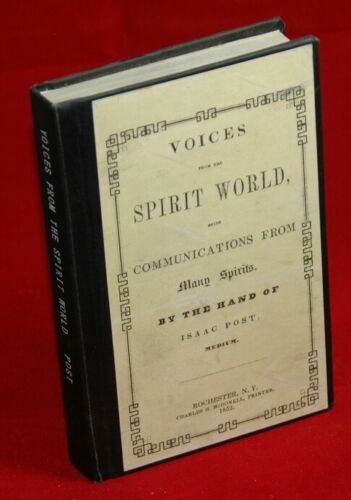 VOICES FROM THE SPIRIT WORLD POST
VOICES
FROM THE
SPIRIT WORLD,
BEING
COMMUNICATIONS FROM
Many Spirits.
BY THE HAND OF
ISAAC POST,
MEDIUM.
ROCHESTER, N. Y.
CHARLES H. McDONELL, PRINTER.
1852.